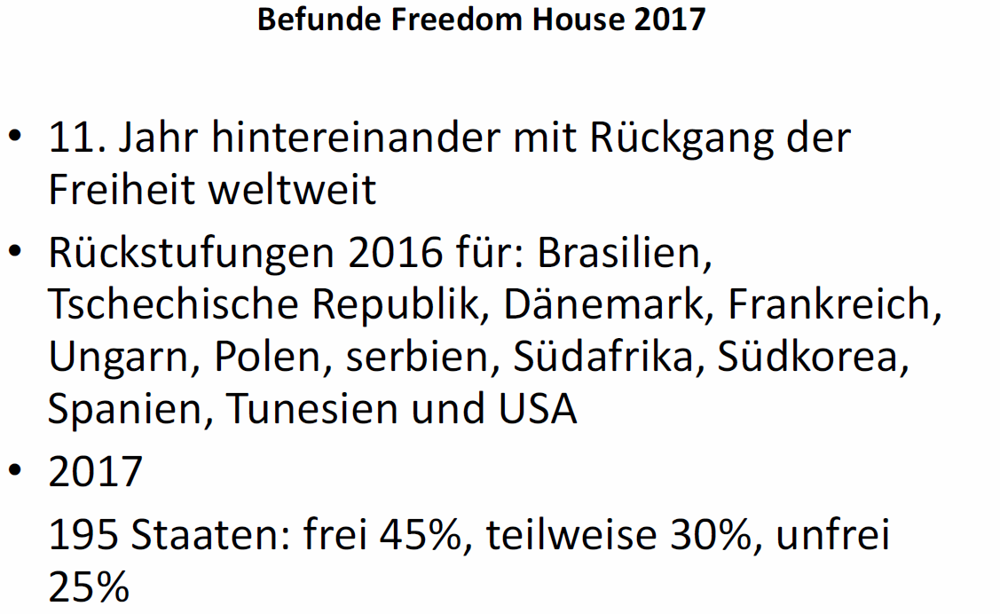 Befunde Freedom House 2017
• 11. Jahr hintereinander mit Rückgang der
Freiheit weltweit
• Rückstufungen 2016 für: Brasilien,
Tschechische Republik, Dänemark, Frankreich,
Ungarn, Polen, serbien, Südafrika, Südkorea,
Spanien, Tunesien und USA
• 2017
195 Staaten: frei 45%, teilweise 30%, unfrei
25%